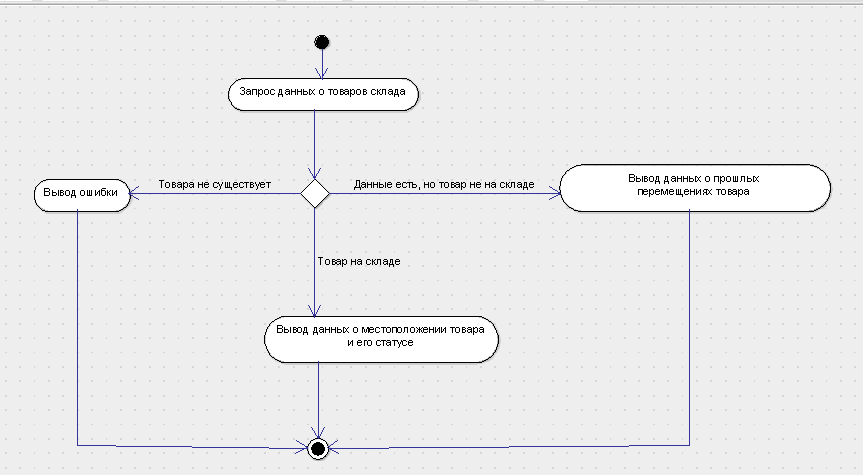 Запрос данных о товаров склада
Товара не существует
Данные есть, но товар не на складе
Вывод ошибки
Вывод данных о прошлых
перемещениях товара
Товар на складе
Вывод данных о местоположении товара
и его статусе